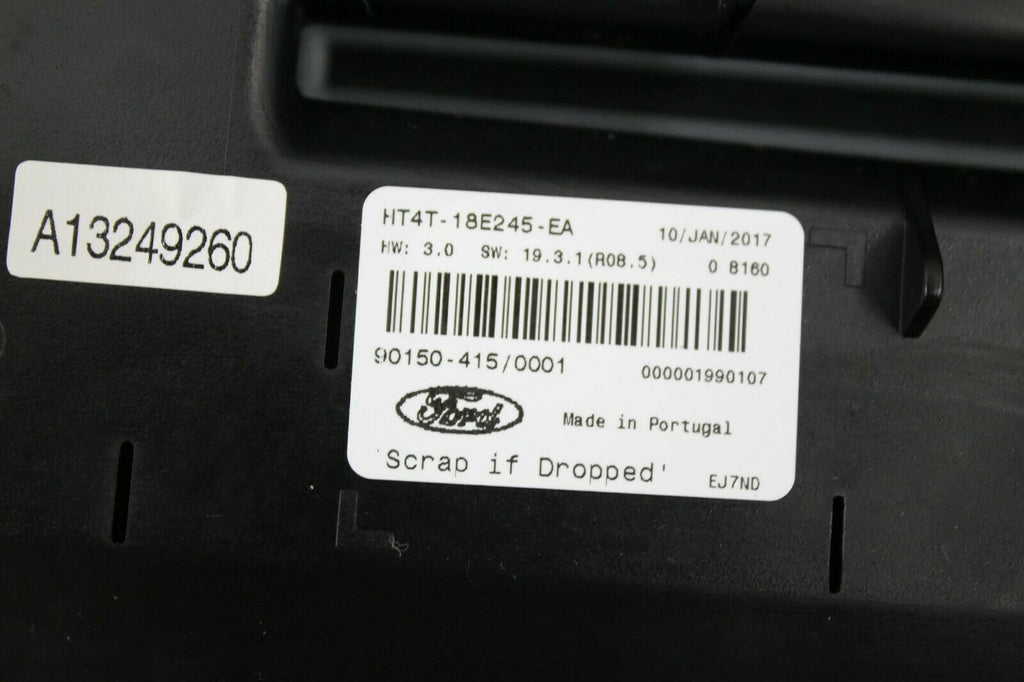 A13249260
HT4T-18E245-EA
10/JAN/2017
HW: 3.0 SW: 19.3.1(R08.5)
0 8160
90150-415/0001
000001990107
Ford
Made in Portugal
'Scrap if Dropped'
EJ7ND